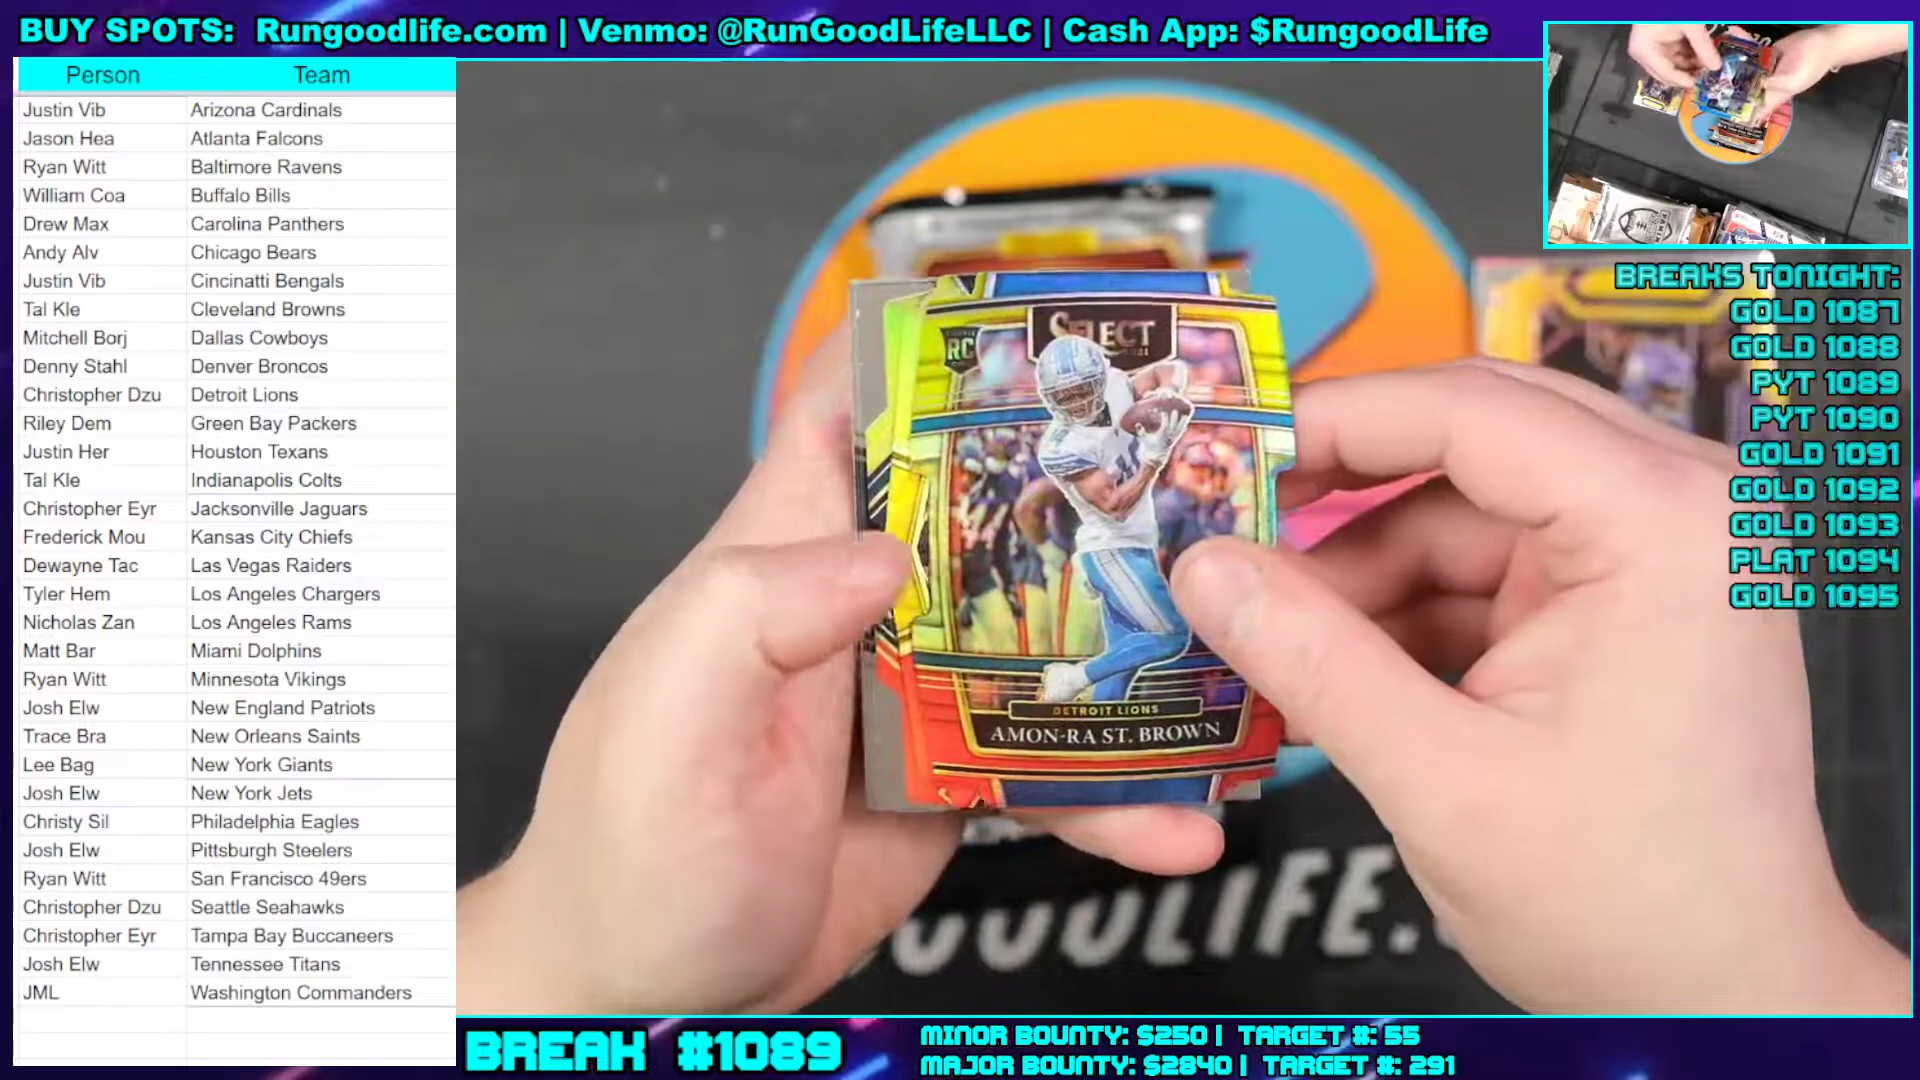 BUY SPOTS: Rungoodlife.com | Venmo: @RunGoodLifeLLC | Cash App: $RungoodLife
Person Team
Justin Vib Arizona Cardinals
Jason Hea Atlanta Falcons
Ryan Witt Baltimore Ravens
William Coa Buffalo Bills
Drew Max Carolina Panthers
Andy Alv Chicago Bears
Justin Vib Cincinatti Bengals
Tal Kle Cleveland Browns
Mitchell Borj Dallas Cowboys
Denny Stahl Denver Broncos
Christopher Dzu Detroit Lions
Riley Dem Green Bay Packers
Justin Her Houston Texans
Tal Kle Indianapolis Colts
Christopher Eyr Jacksonville Jaguars
Frederick Mou Kansas City Chiefs
Dewayne Tac Las Vegas Raiders
Tyler Hem Los Angeles Chargers
Nicholas Zan Los Angeles Rams
Matt Bar Miami Dolphins
Ryan Witt Minnesota Vikings
Josh Elw New England Patriots
Trace Bra New Orleans Saints
Lee Bag New York Giants
Josh Elw New York Jets
Christy Sil Philadelphia Eagles
Josh Elw Pittsburgh Steelers
Ryan Witt San Francisco 49ers
Christopher Dzu Seattle Seahawks
Christopher Eyr Tampa Bay Buccaneers
Josh Elw Tennessee Titans
JML Washington Commanders
SELECT
RC
DETROIT LIONS
AMON-RA ST. BROWN
GOODLIFE.
BREAKS TONIGHT:
GOLD 1087
GOLD 1088
PYT 1089
PYT 1090
GOLD 1091
GOLD 1092
GOLD 1093
PLAT 1094
GOLD 1095
BREAK #1089
MINOR BOUNTY: $250 | TARGET #: 55
MAJOR BOUNTY: $2840 | TARGET #: 291